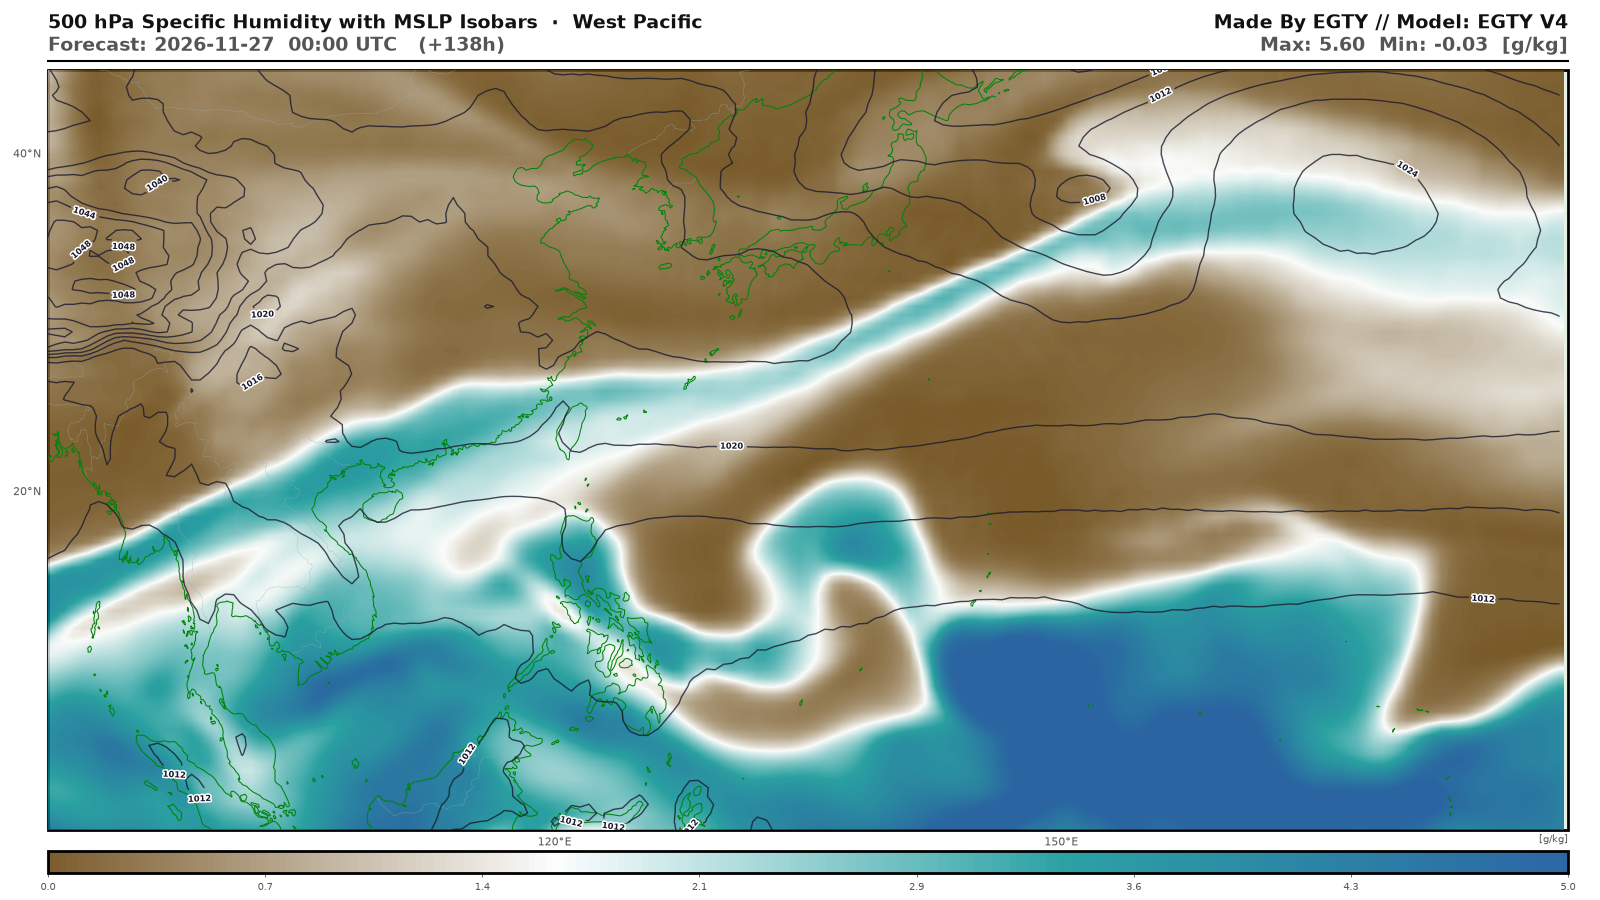 500 hPa Specific Humidity with MSLP Isobars · West Pacific
Made By EGTY // Model: EGTY V4
Forecast: 2026-11-27 00:00 UTC (+138h)
Max: 5.60 Min: -0.03 [g/kg]
1012
40°N
1040
1024
1008
1044
1048
1048
1048
1048
1020
1016
1020
20°N
1012
1012
1012
1012
1012
1012
120°E
150°E
[g/kg]
0.0
0.7
1.4
2.1
2.9
3.6
4.3
5.0